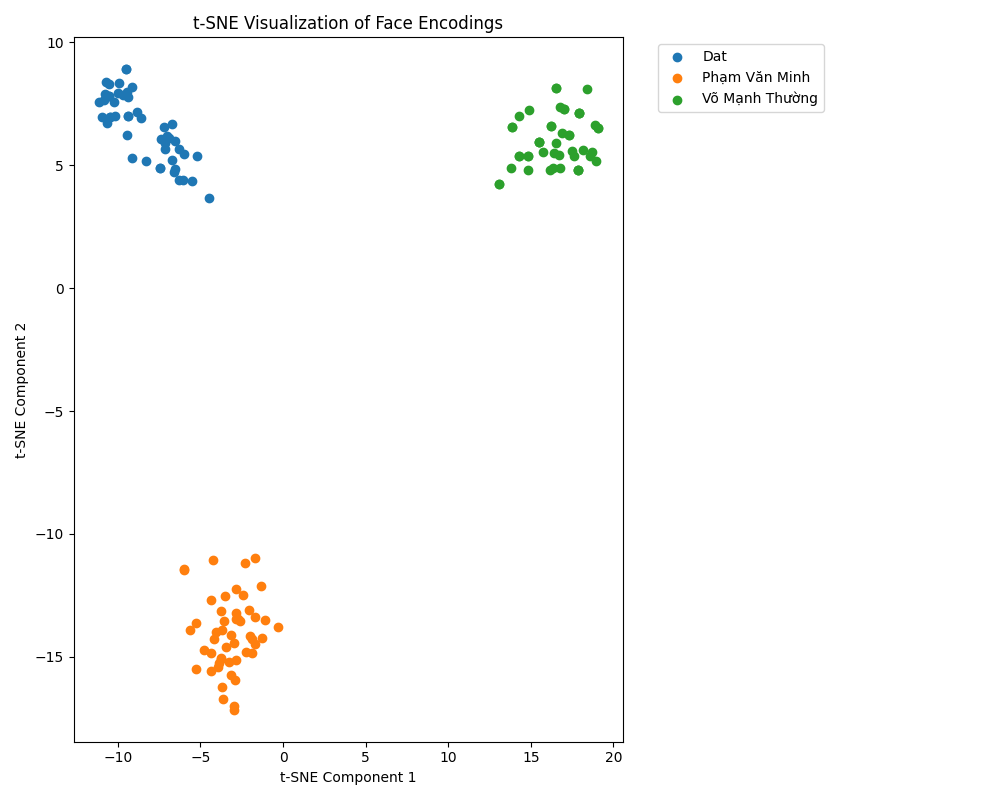 t-SNE Visualization of Face Encodings
Dat
Phạm Văn Minh
Võ Mạnh Thường
10
5
0
−5
−10
−15
t-SNE Component 2
−10 −5 0 5 10 15 20
t-SNE Component 1